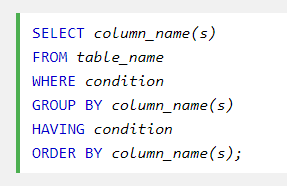 SELECT column_name(s)
FROM table_name
WHERE condition
GROUP BY column_name(s)
HAVING condition
ORDER BY column_name(s);